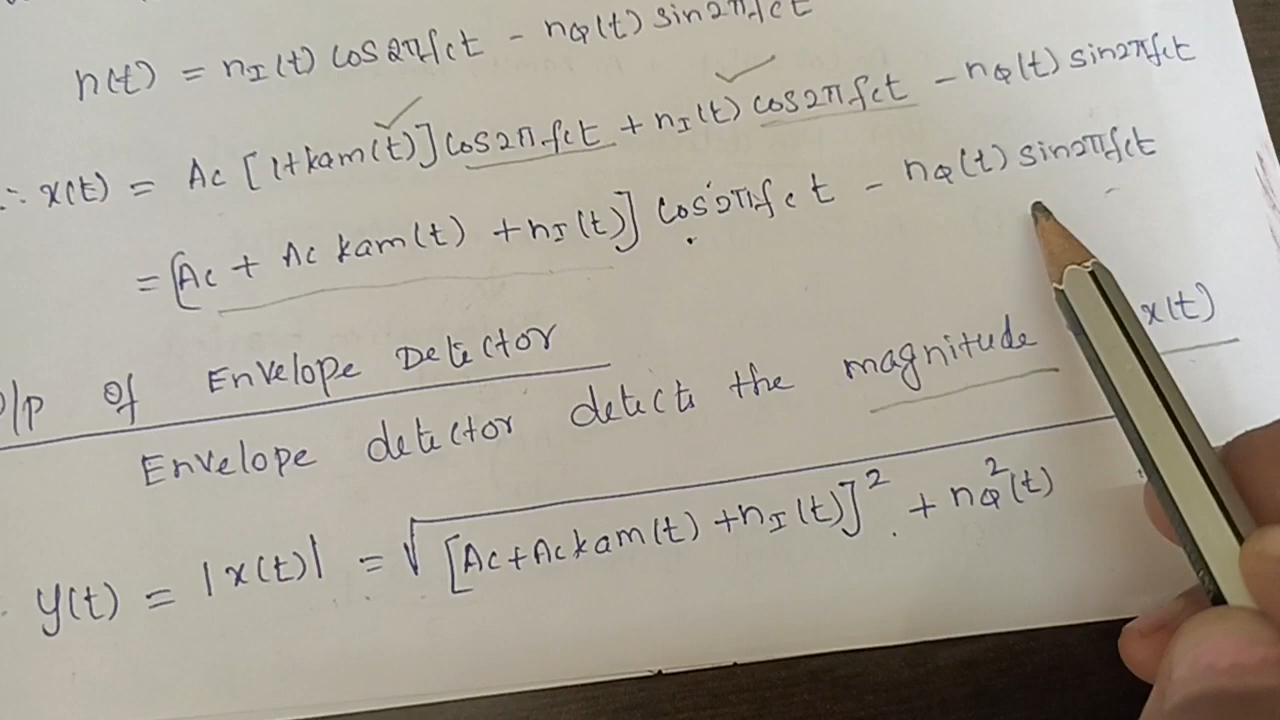 n(t) = nI(t) cos2πfct - nQ(t) sin2πfct
∴ x(t) = Ac [1+kam(t)] cos2πfct + nI(t) cos2πfct - nQ(t) sin2πfct
= [Ac + Ac kam(t) + nI(t)] cos2πfct - nQ(t) sin2πfct
O/p of Envelope Detector
Envelope detector detects the magnitude x(t)
y(t) = |x(t)| = √[Ac+Ackam(t) +nI(t)]² + nQ²(t)